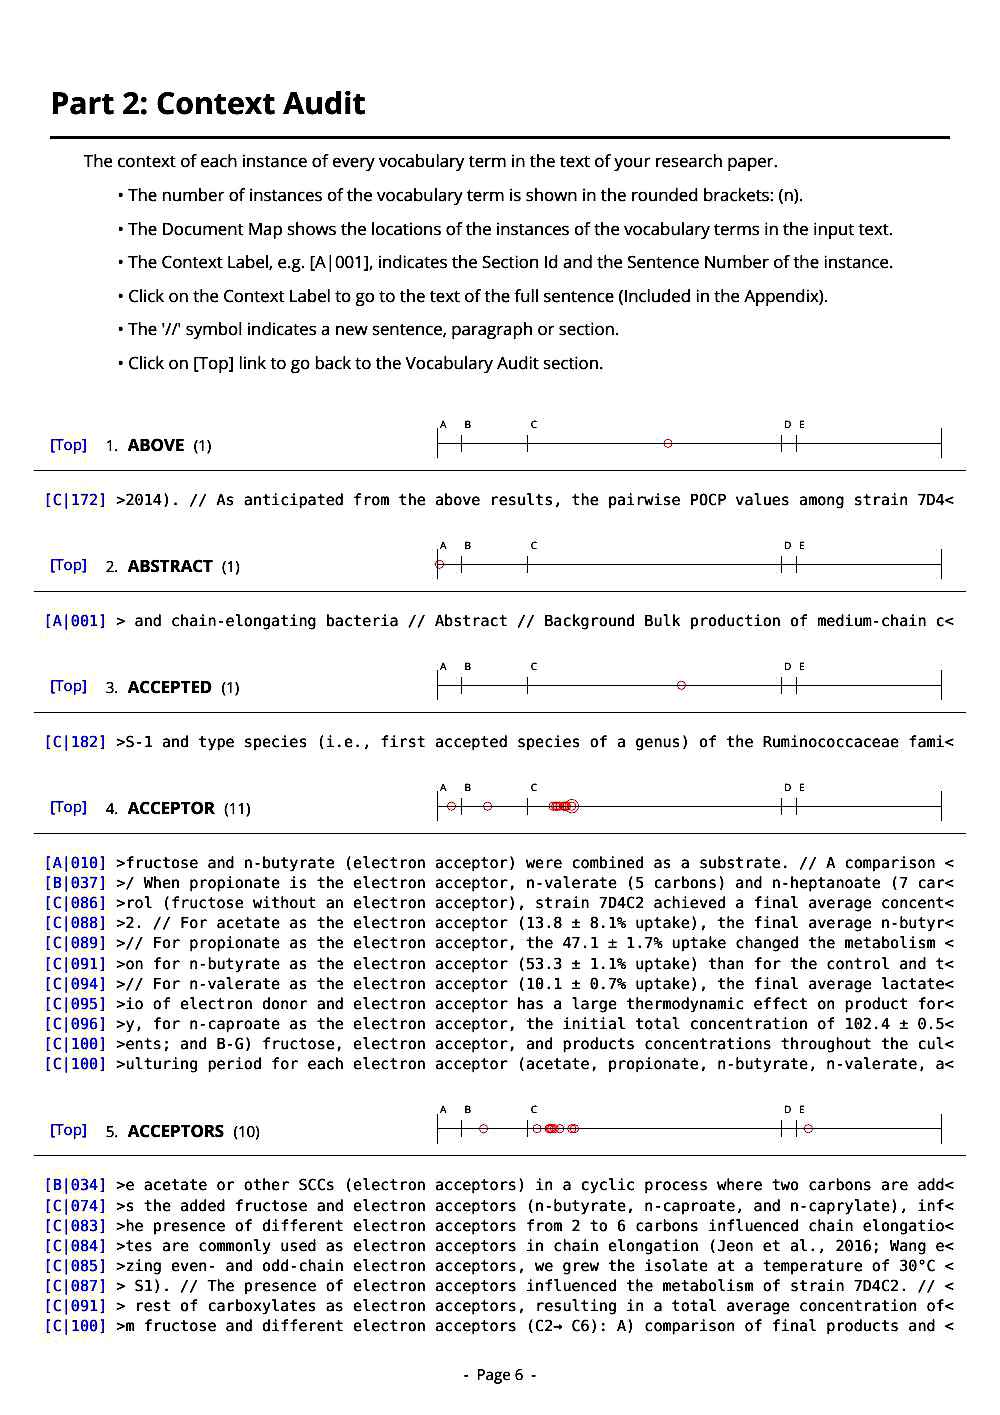 Part 2: Context Audit
The context of each instance of every vocabulary term in the text of your research paper.
• The number of instances of the vocabulary term is shown in the rounded brackets: (n).
• The Document Map shows the locations of the instances of the vocabulary terms in the input text.
• The Context Label, e.g. [A|001], indicates the Section Id and the Sentence Number of the instance.
• Click on the Context Label to go to the text of the full sentence (Included in the Appendix).
• The '//' symbol indicates a new sentence, paragraph or section.
• Click on [Top] link to go back to the Vocabulary Audit section.
A B C D E
[Top] 1. ABOVE (1)
[C|172] >2014). // As anticipated from the above results, the pairwise POCP values among strain 7D4<
A B C D E
[Top] 2. ABSTRACT (1)
[A|001] > and chain-elongating bacteria // Abstract // Background Bulk production of medium-chain c<
A B C D E
[Top] 3. ACCEPTED (1)
[C|182] >S-1 and type species (i.e., first accepted species of a genus) of the Ruminococcaceae fami<
A B C D E
[Top] 4. ACCEPTOR (11)
[A|010] >fructose and n-butyrate (electron acceptor) were combined as a substrate. // A comparison <
[B|037] >/ When propionate is the electron acceptor, n-valerate (5 carbons) and n-heptanoate (7 car<
[C|086] >rol (fructose without an electron acceptor), strain 7D4C2 achieved a final average concent<
[C|088] >2. // For acetate as the electron acceptor (13.8 ± 8.1% uptake), the final average n-butyr<
[C|089] >// For propionate as the electron acceptor, the 47.1 ± 1.7% uptake changed the metabolism <
[C|091] >on for n-butyrate as the electron acceptor (53.3 ± 1.1% uptake) than for the control and t<
[C|094] >// For n-valerate as the electron acceptor (10.1 ± 0.7% uptake), the final average lactate<
[C|095] >io of electron donor and electron acceptor has a large thermodynamic effect on product for<
[C|096] >y, for n-caproate as the electron acceptor, the initial total concentration of 102.4 ± 0.5<
[C|100] >ents; and B-G) fructose, electron acceptor, and products concentrations throughout the cul<
[C|100] >ulturing period for each electron acceptor (acetate, propionate, n-butyrate, n-valerate, a<
A B C D E
[Top] 5. ACCEPTORS (10)
[B|034] >e acetate or other SCCs (electron acceptors) in a cyclic process where two carbons are add<
[C|074] >s the added fructose and electron acceptors (n-butyrate, n-caproate, and n-caprylate), inf<
[C|083] >he presence of different electron acceptors from 2 to 6 carbons influenced chain elongatio<
[C|084] >tes are commonly used as electron acceptors in chain elongation (Jeon et al., 2016; Wang e<
[C|085] >zing even- and odd-chain electron acceptors, we grew the isolate at a temperature of 30°C <
[C|087] > S1). // The presence of electron acceptors influenced the metabolism of strain 7D4C2. // <
[C|091] > rest of carboxylates as electron acceptors, resulting in a total average concentration of<
[C|100] >m fructose and different electron acceptors (C2→ C6): A) comparison of final products and <
- Page 6 -